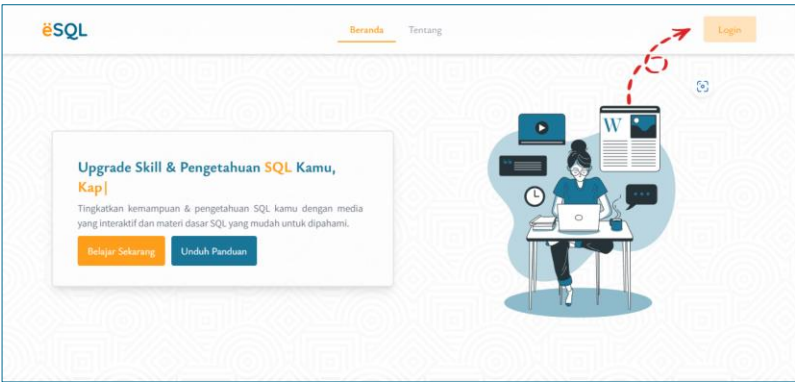 ëSQL
Beranda Tentang
Login
W
Upgrade Skill & Pengetahuan SQL Kamu,
Kap|
Tingkatkan kemampuan & pengetahuan SQL kamu dengan media
yang interaktif dan materi dasar SQL yang mudah untuk dipahami.
Belajar Sekarang
Unduh Panduan